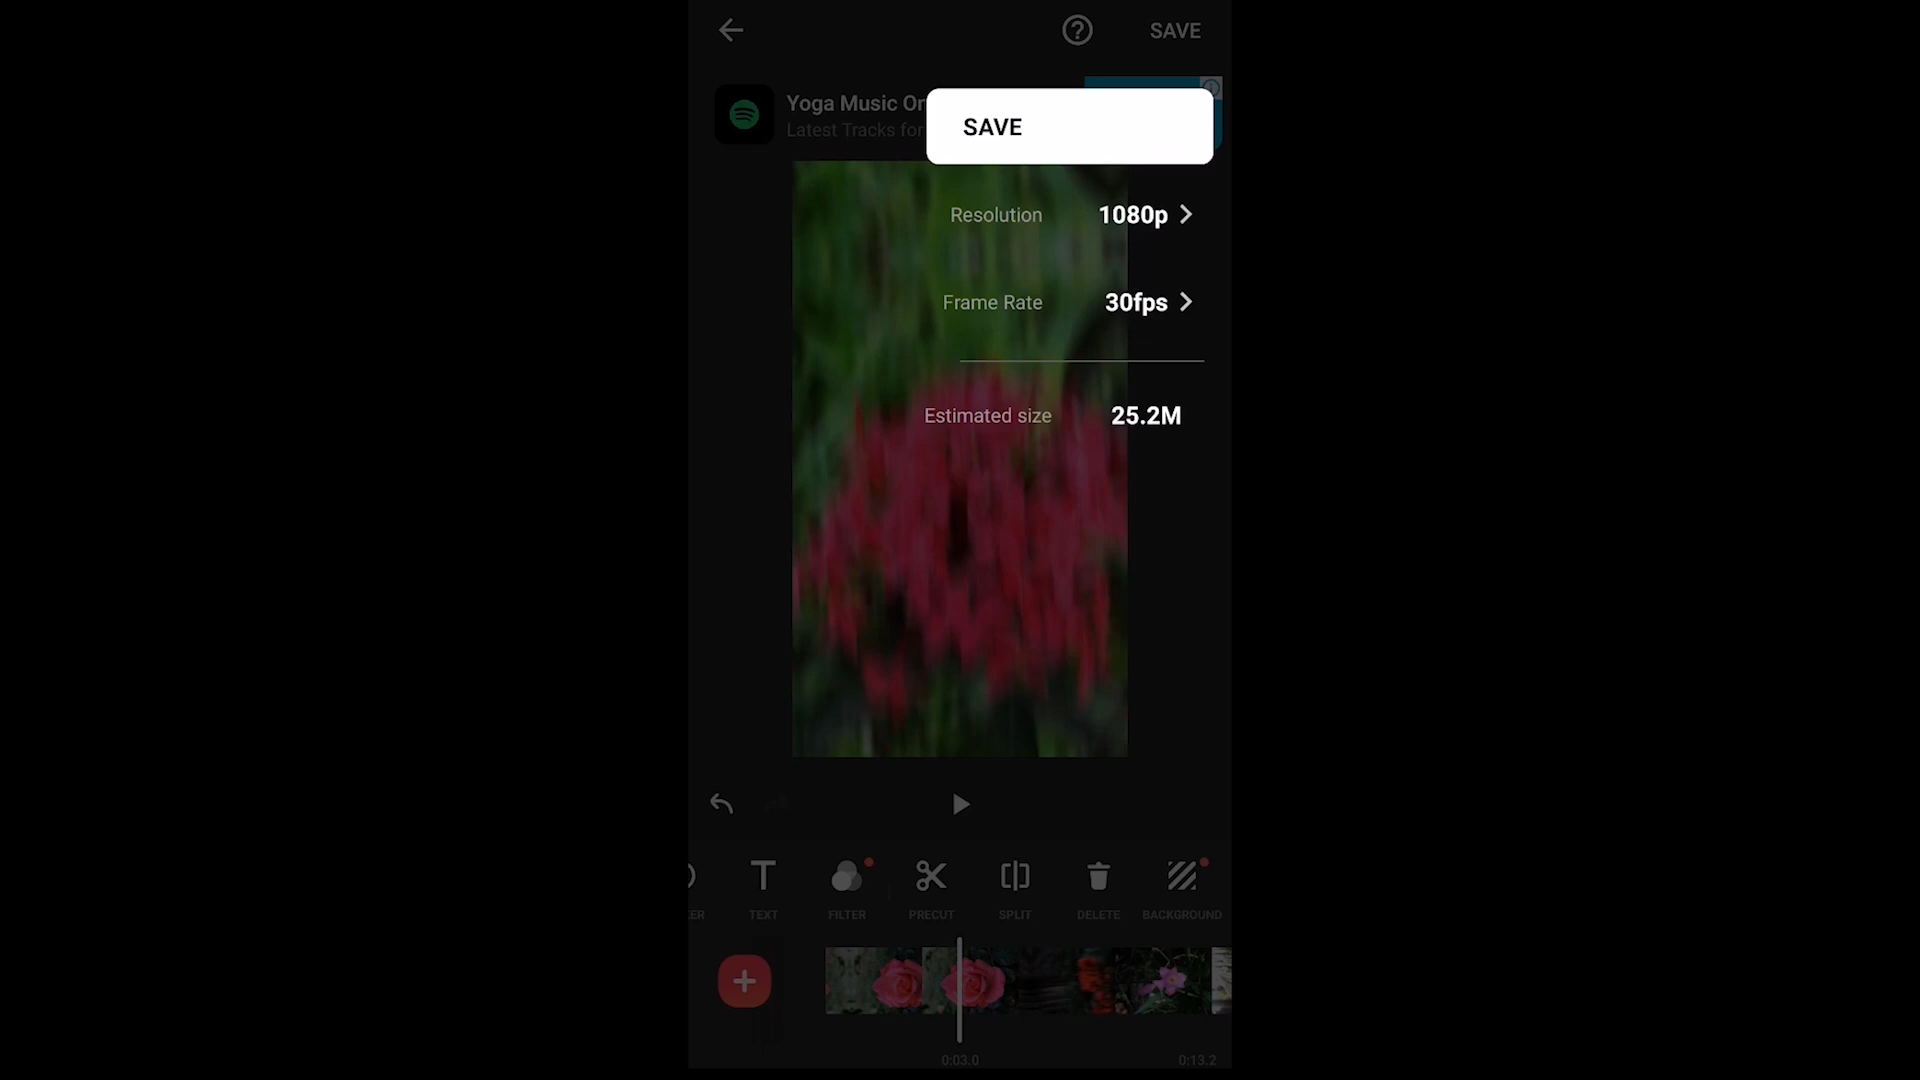 SAVE
Yoga Music On
Latest Tracks for
SAVE
Resolution 1080p
Frame Rate 30fps
Estimated size 25.2M
ER TEXT FILTER PRECUT SPLIT DELETE BACKGROUND
0:03.0 0:13.2